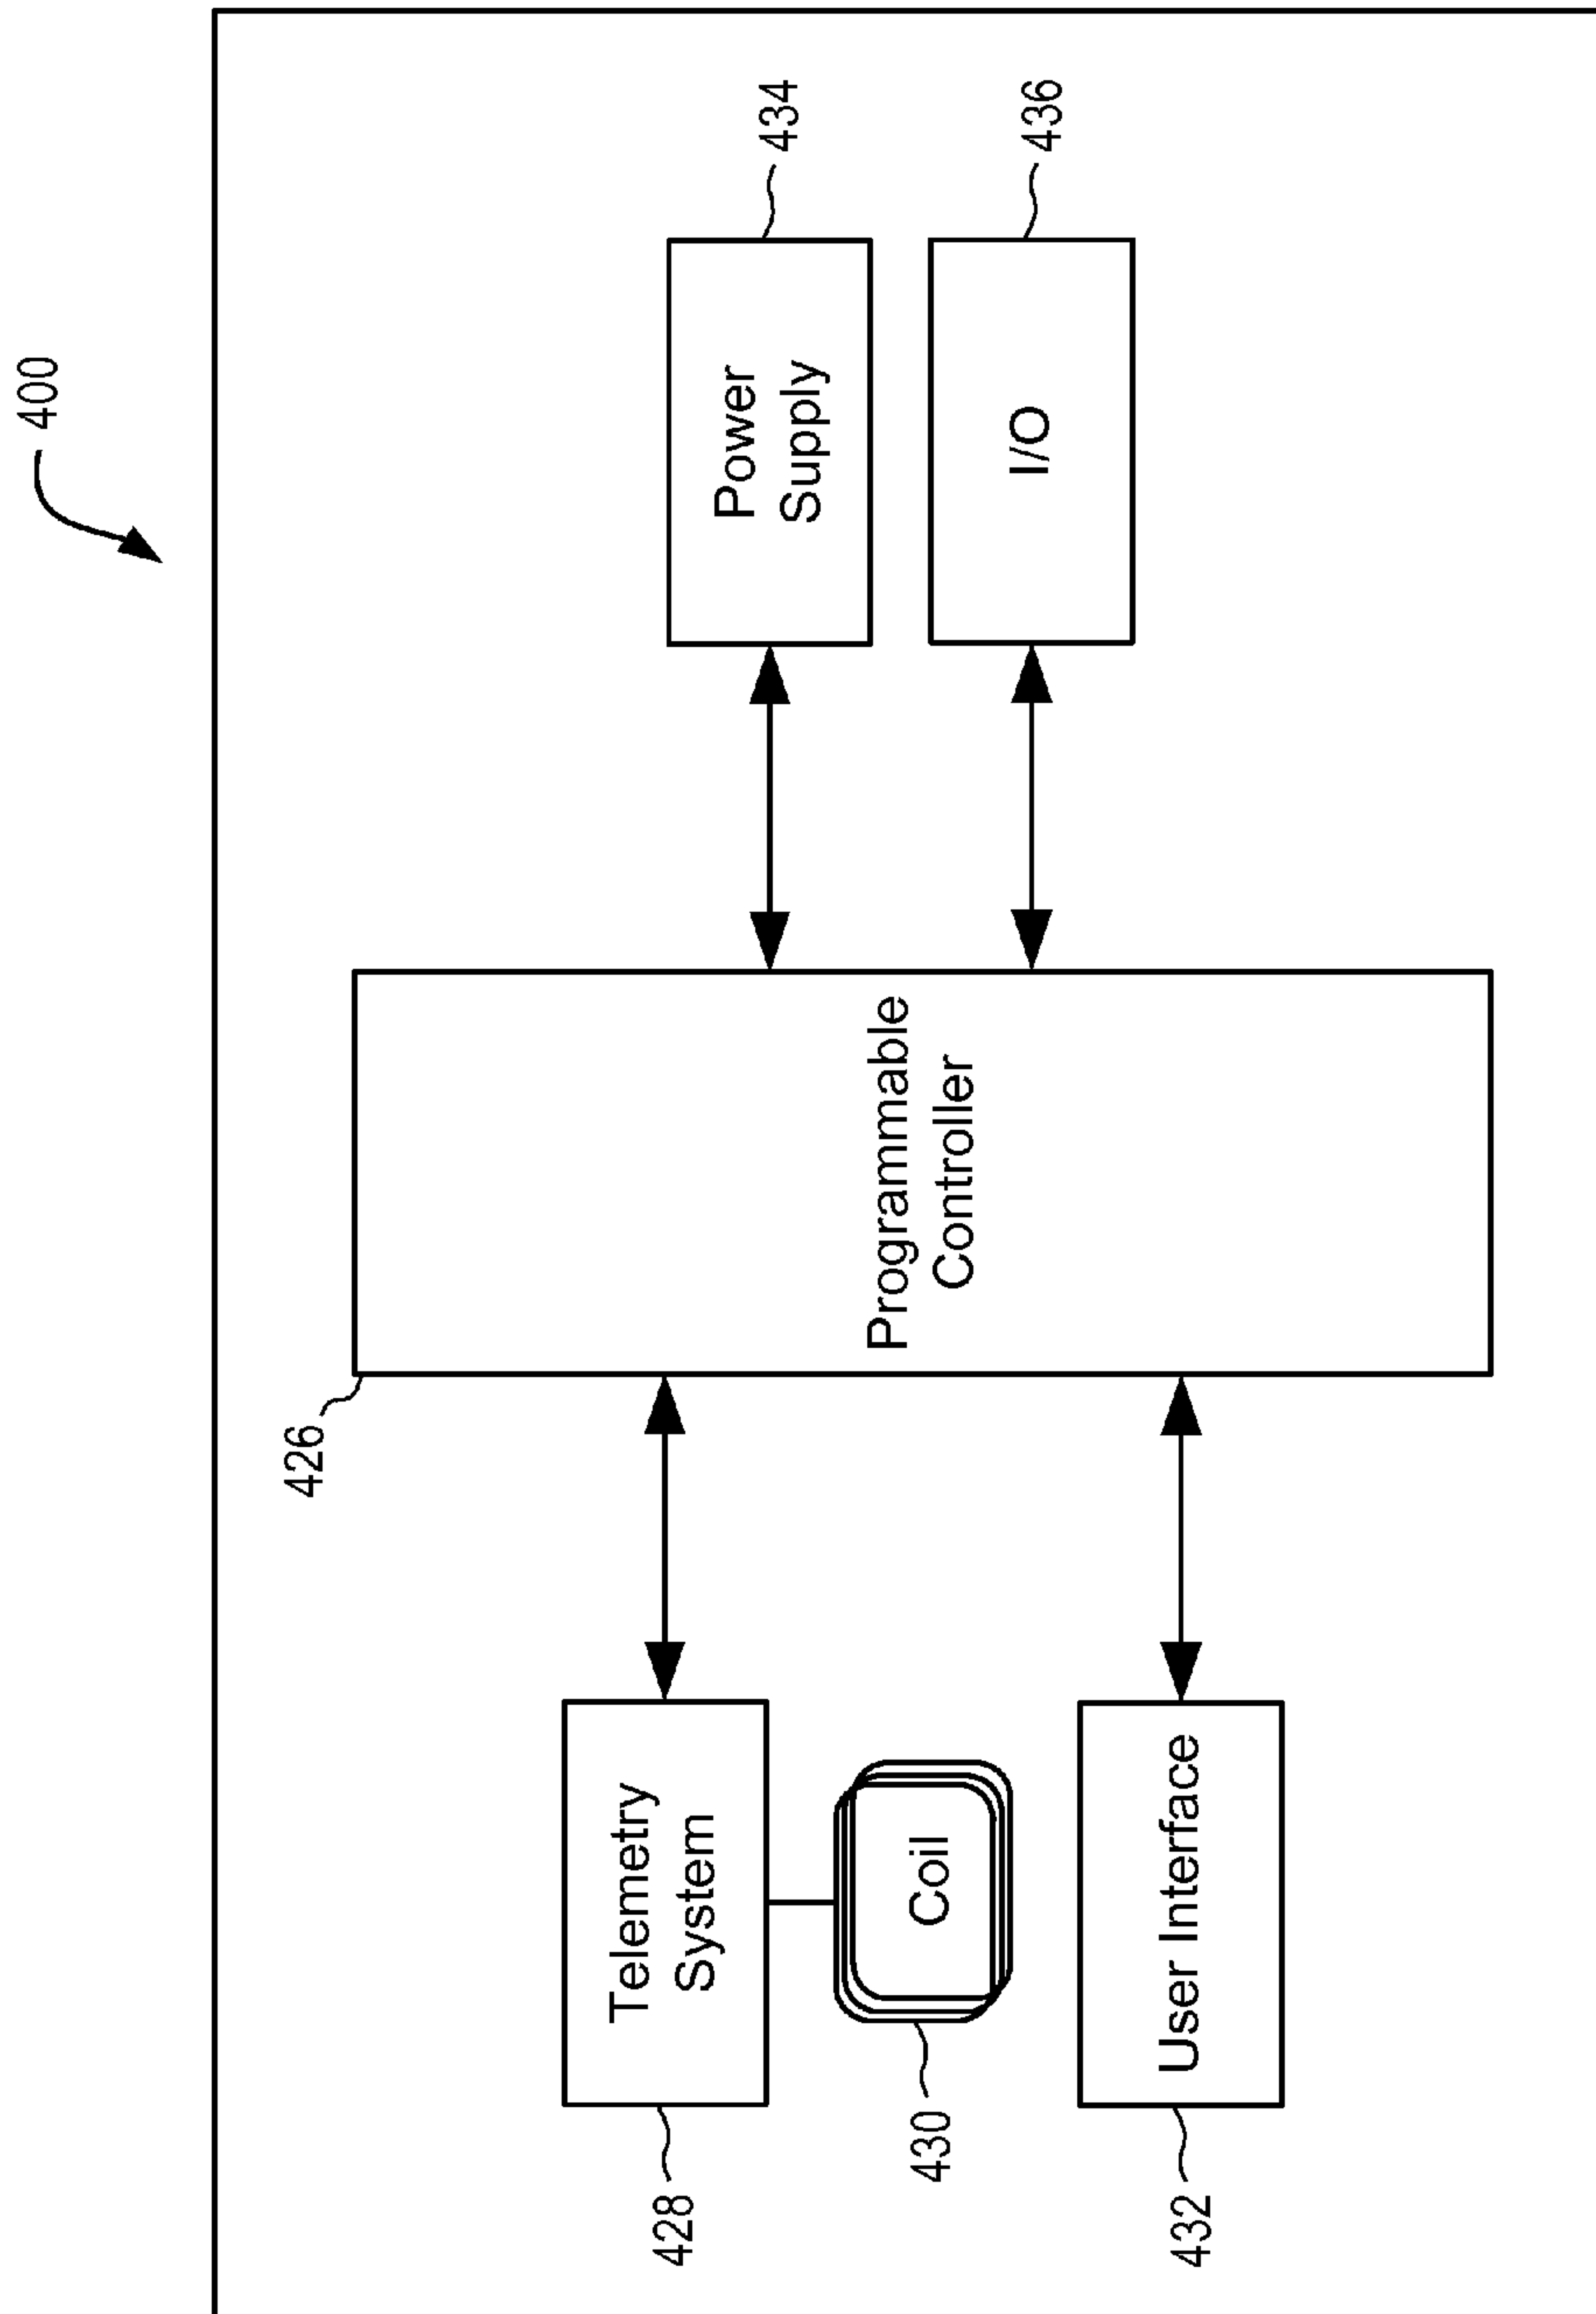 400
426
428
Telemetry
System
430
Coil
432
User Interface
Programmable
Controller
434
Power
Supply
436
I/O